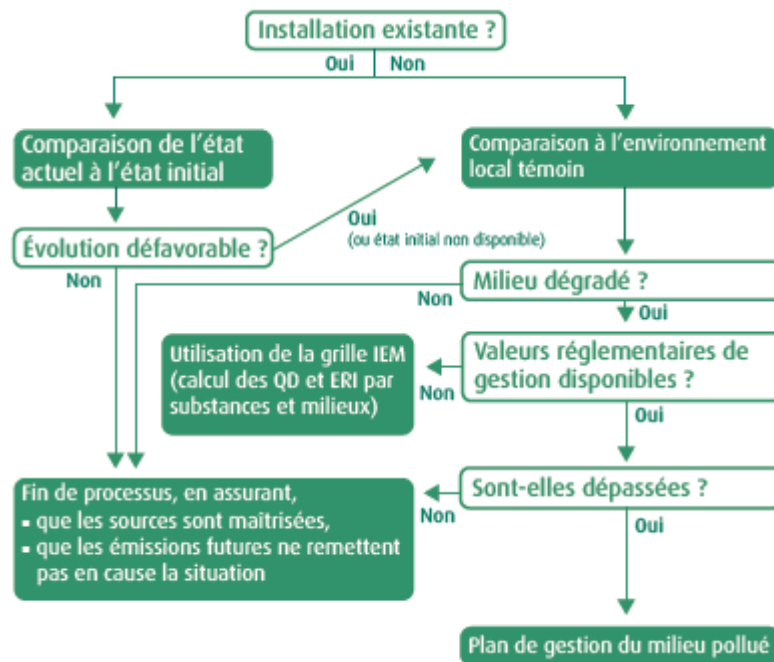 Installation existante ?
Oui
Non
Comparaison de l'état
actuel à l'état initial
Comparaison à l'environnement
local témoin
Évolution défavorable ?
Oui
(ou état initial non disponible)
Non
Milieu dégradé ?
Non
Oui
Utilisation de la grille IEM
(calcul des QD et ERI par
substances et milieux)
Valeurs réglementaires de
gestion disponibles ?
Non
Oui
Fin de processus, en assurant,
▪ que les sources sont maîtrisées,
▪ que les émissions futures ne remettent
pas en cause la situation
Sont-elles dépassées ?
Non
Oui
Plan de gestion du milieu pollué